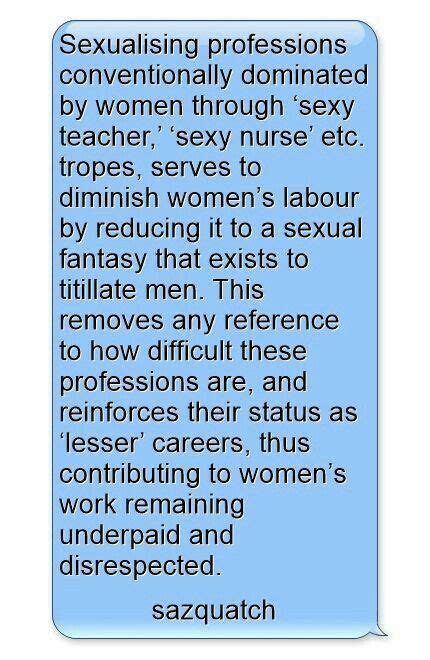 Sexualising professions
conventionally dominated
by women through ‘sexy
teacher,’ ‘sexy nurse’ etc.
tropes, serves to
diminish women’s labour
by reducing it to a sexual
fantasy that exists to
titillate men. This
removes any reference
to how difficult these
professions are, and
reinforces their status as
‘lesser’ careers, thus
contributing to women’s
work remaining
underpaid and
disrespected.
sazquatch